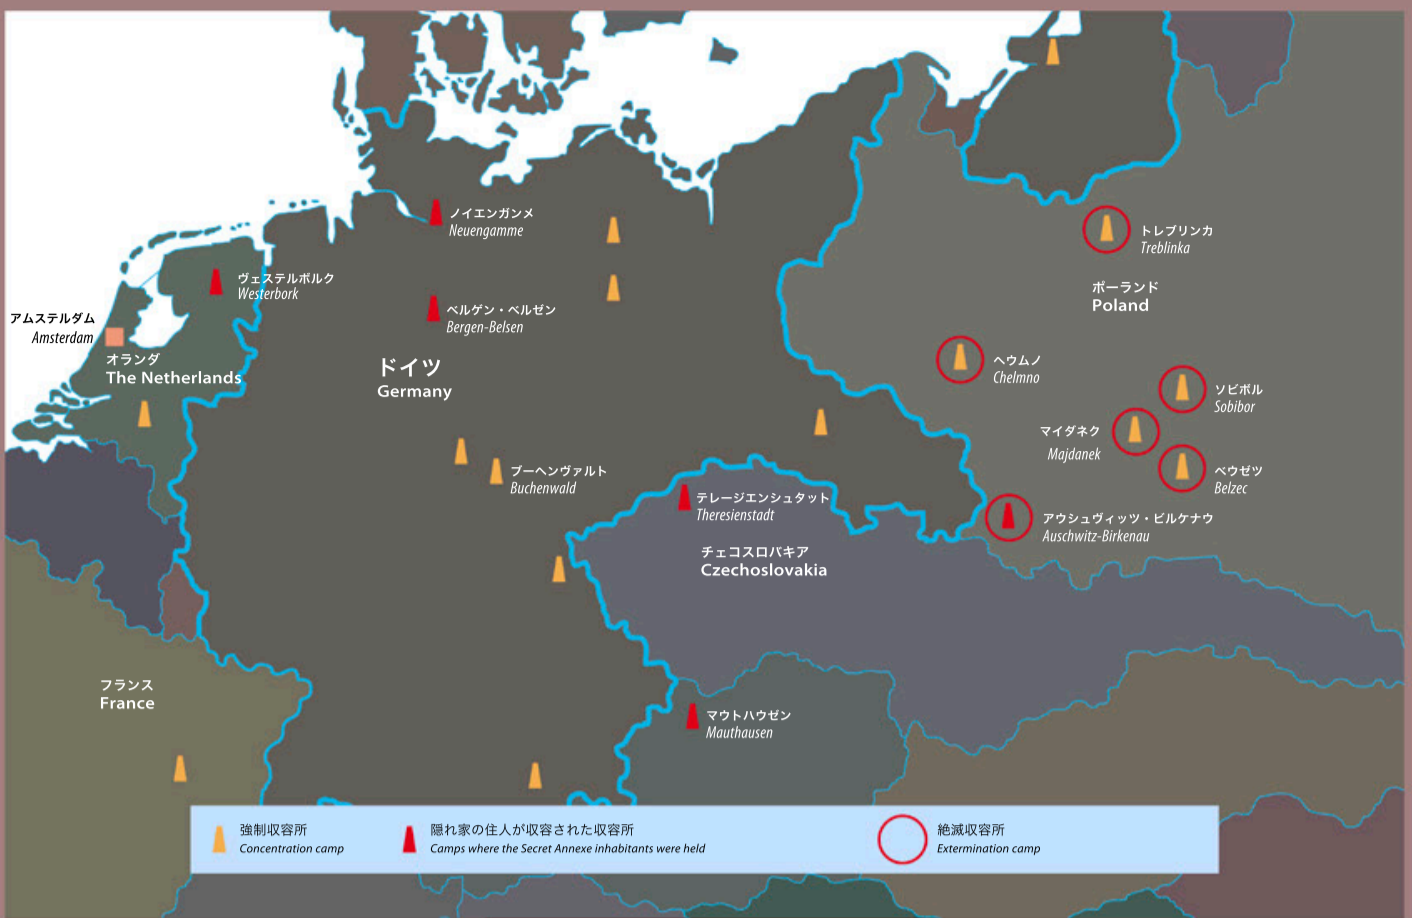 ノイエンガンメ
Neuengamme
トレブリンカ
Treblinka
ヴェステルボルク
Westerbork
ポーランド
Poland
アムステルダム
Amsterdam
ベルゲン・ベルゼン
Bergen-Belsen
オランダ
The Netherlands
ドイツ
Germany
ヘウムノ
Chelmno
ソビボル
Sobibor
マイダネク
Majdanek
ベウゼツ
Belzec
ブーヘンヴァルト
Buchenwald
テレージエンシュタット
Theresienstadt
アウシュヴィッツ・ビルケナウ
Auschwitz-Birkenau
チェコスロバキア
Czechoslovakia
フランス
France
マウトハウゼン
Mauthausen
強制収容所
Concentration camp
隠れ家の住人が収容された収容所
Camps where the Secret Annexe inhabitants were held
絶滅収容所
Extermination camp